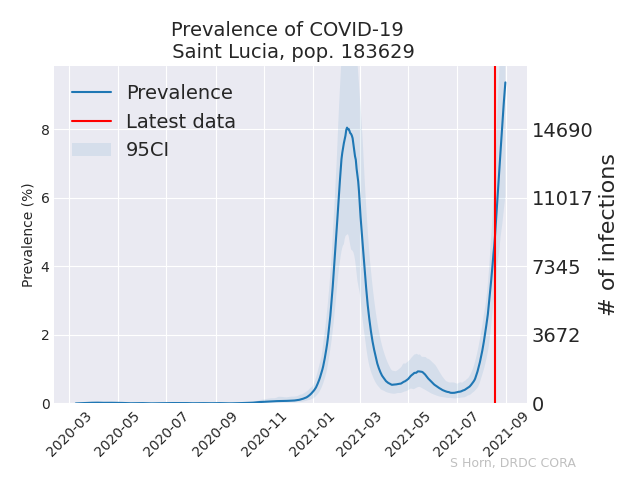 Prevalence of COVID-19
Saint Lucia, pop. 183629
Prevalence
Latest data
95CI
Prevalence (%)
8
6
4
2
0
14690
11017
7345
3672
0
# of infections
2020-03
2020-05
2020-07
2020-09
2020-11
2021-01
2021-03
2021-05
2021-07
2021-09
S Horn, DRDC CORA